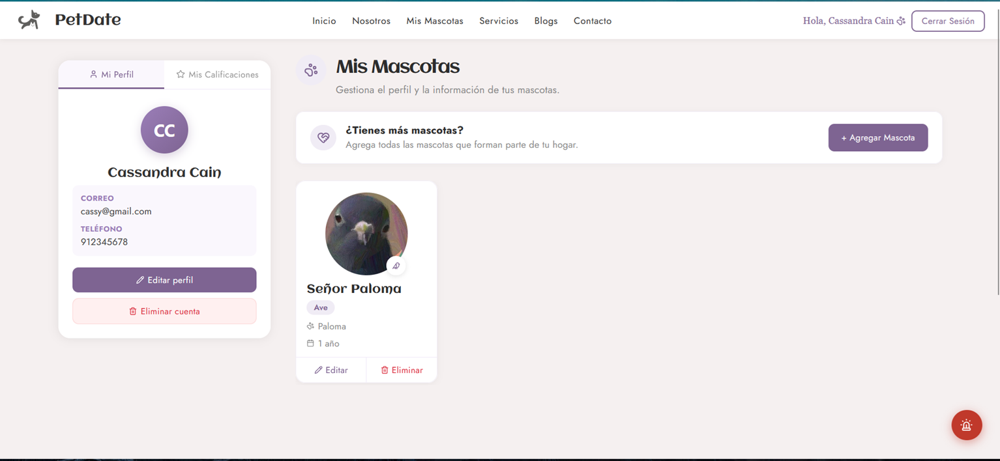 PetDate
Inicio Nosotros Mis Mascotas Servicios Blogs Contacto
Hola, Cassandra Cain
Cerrar Sesión
Mi Perfil
Mis Calificaciones
CC
Cassandra Cain
CORREO
cassy@gmail.com
TELÉFONO
912345678
Editar perfil
Eliminar cuenta
Mis Mascotas
Gestiona el perfil y la información de tus mascotas.
¿Tienes más mascotas?
Agrega todas las mascotas que forman parte de tu hogar.
+ Agregar Mascota
Señor Paloma
Ave
Paloma
1 año
Editar
Eliminar